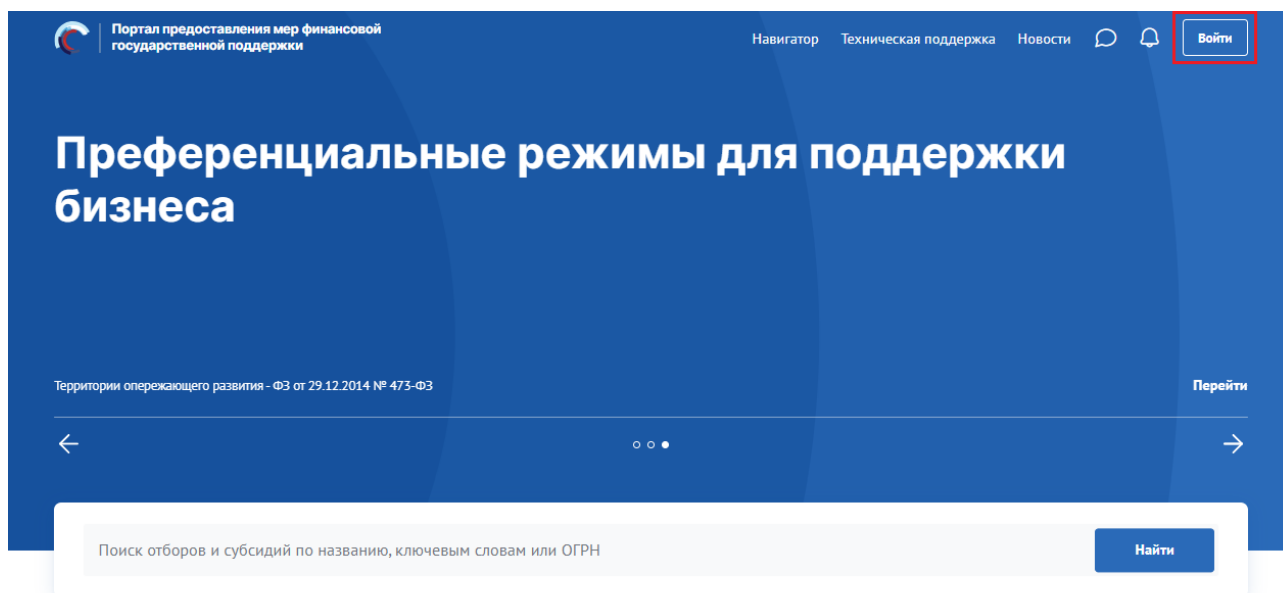 Портал предоставления мер финансовой
государственной поддержки
Навигатор Техническая поддержка Новости Войти
Преференциальные режимы для поддержки
бизнеса
Территории опережающего развития - ФЗ от 29.12.2014 № 473-ФЗ Перейти
Поиск отборов и субсидий по названию, ключевым словам или ОГРН Найти